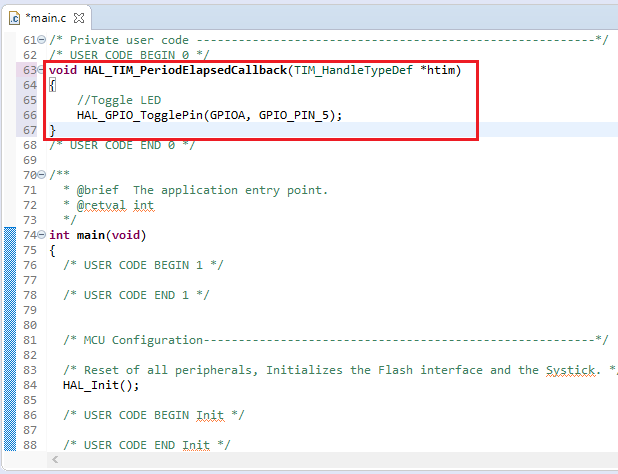 *main.c
61 /* Private user code ---------------------------------------------------------*/
62 /* USER CODE BEGIN 0 */
63 void HAL_TIM_PeriodElapsedCallback(TIM_HandleTypeDef *htim)
64 {
65     //Toggle LED
66     HAL_GPIO_TogglePin(GPIOA, GPIO_PIN_5);
67 }
68 /* USER CODE END 0 */
69
70 /**
71   * @brief  The application entry point.
72   * @retval int
73   */
74 int main(void)
75 {
76   /* USER CODE BEGIN 1 */
77
78   /* USER CODE END 1 */
79
80
81   /* MCU Configuration--------------------------------------------------------*/
82
83   /* Reset of all peripherals, Initializes the Flash interface and the Systick. */
84   HAL_Init();
85
86   /* USER CODE BEGIN Init */
87
88   /* USER CODE END Init */